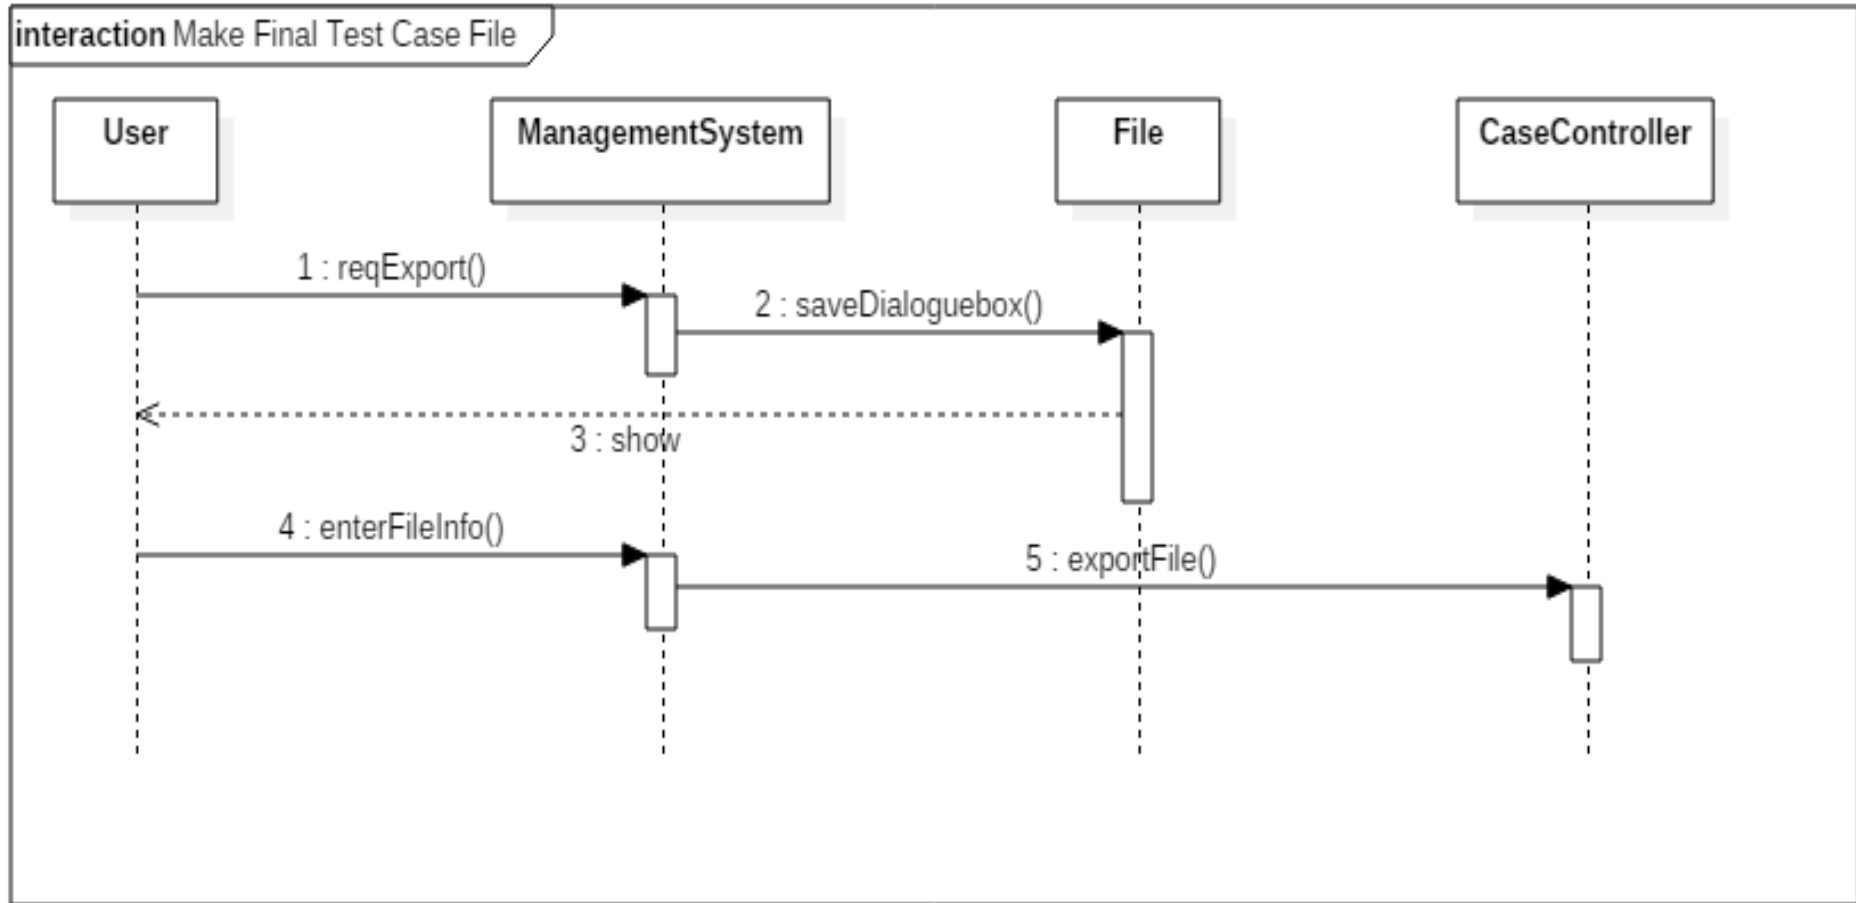 interaction Make Final Test Case File
User
ManagementSystem
File
CaseController
1 : reqExport()
2 : saveDialoguebox()
3 : show
4 : enterFileInfo()
5 : exportFile()